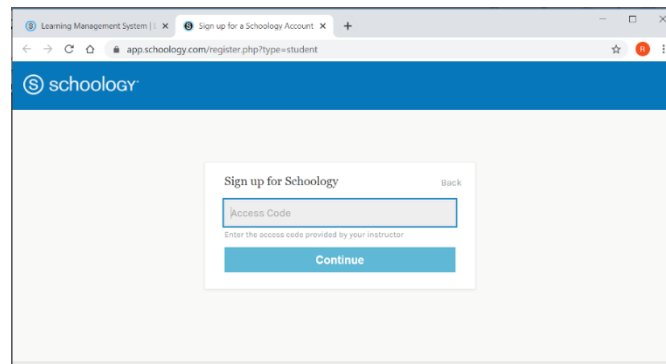 Learning Management System |
Sign up for a Schoology Account
app.schoology.com/register.php?type=student
R
S schoology
Sign up for Schoology
Back
Access Code
Enter the access code provided by your instructor
Continue